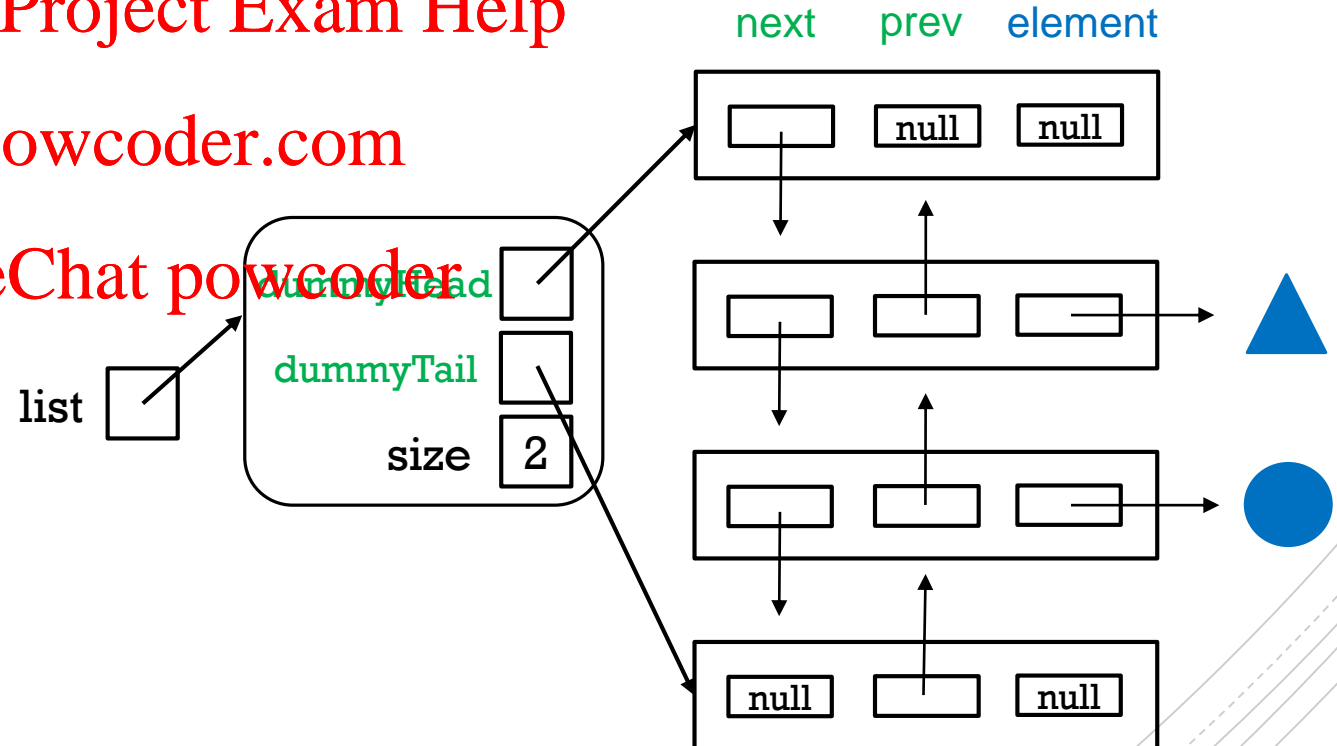 Project Exam Help
next prev element
null null
owcoder.com
eChat powcoder
dummyHead
dummyTail
list
size 2
null null